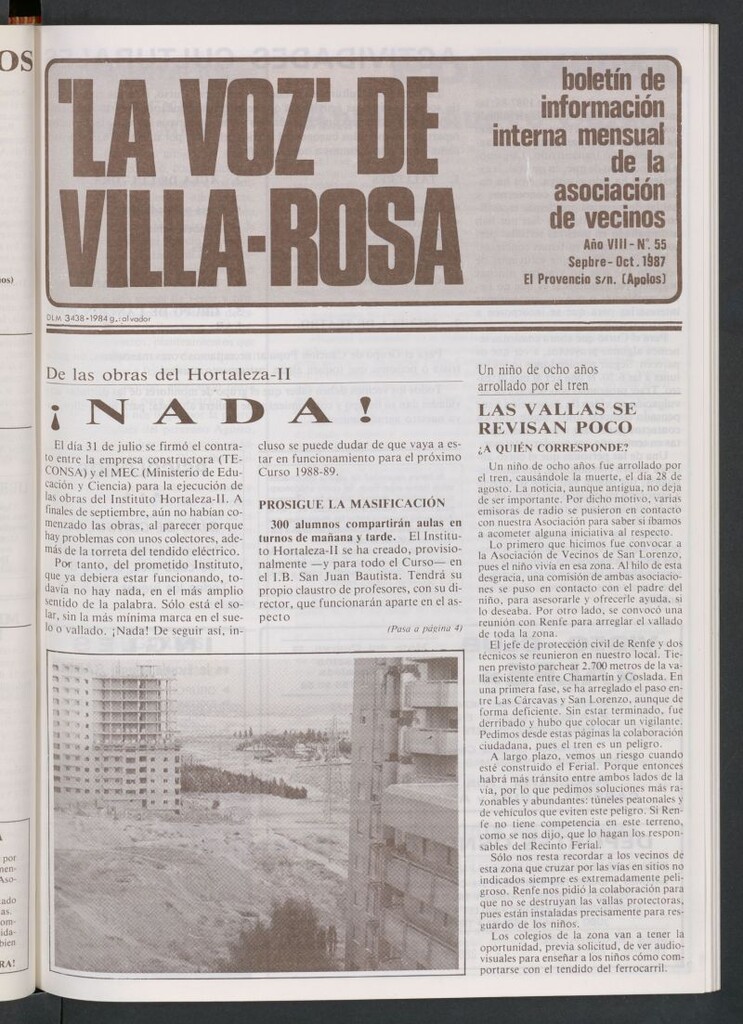 'LA VOZ' DE
VILLA-ROSA
boletín de
información
interna mensual
de la
asociación
de vecinos
Año VIII - N.º 55
Sepbre - Oct. 1987
El Provencio s/n. (Apolos)
DLM 3438-1984 g.: alvador
De las obras del Hortaleza-II
¡NADA!
El día 31 de julio se firmó el contra-
to entre la empresa constructora (TE-
CONSA) y el MEC (Ministerio de Edu-
cación y Ciencia) para la ejecución de
las obras del Instituto Hortaleza-II. A
finales de septiembre, aún no habían co-
menzado las obras, al parecer porque
hay problemas con unos colectores, ade-
más de la torreta del tendido eléctrico.
Por tanto, del prometido Instituto,
que ya debiera estar funcionando, to-
davía no hay nada, en el más amplio
sentido de la palabra. Sólo está el so-
lar, sin la más mínima marca en el sue-
lo o vallado. ¡Nada! De seguir así, in-
cluso se puede dudar de que vaya a es-
tar en funcionamiento para el próximo
Curso 1988-89.
PROSIGUE LA MASIFICACIÓN
300 alumnos compartirán aulas en
turnos de mañana y tarde. El Institu-
to Hortaleza-II se ha creado, provisio-
nalmente —y para todo el Curso— en
el I.B. San Juan Bautista. Tendrá su
propio claustro de profesores, con su di-
rector, que funcionarán aparte en el as-
pecto
(Pasa a página 4)
Un niño de ocho años
arrollado por el tren
LAS VALLAS SE
REVISAN POCO
¿A QUIÉN CORRESPONDE?
Un niño de ocho años fue arrollado por
el tren, causándole la muerte, el día 28 de
agosto. La noticia, aunque antigua, no deja
de ser importante. Por dicho motivo, varias
emisoras de radio se pusieron en contacto
con nuestra Asociación para saber si íbamos
a acometer alguna iniciativa al respecto.
Lo primero que hicimos fue convocar a
la Asociación de Vecinos de San Lorenzo,
pues el niño vivía en esa zona. Al hilo de esta
desgracia, una comisión de ambas asociacio-
nes se puso en contacto con el padre del
niño, para asesorarle y ofrecerle ayuda, si
lo deseaba. Por otro lado, se convocó una
reunión con Renfe para arreglar el vallado
de toda la zona.
El jefe de protección civil de Renfe y dos
técnicos se reunieron en nuestro local. Tie-
nen previsto parchear 2.700 metros de la va-
lla existente entre Chamartín y Coslada. En
una primera fase, se ha arreglado el paso en-
tre Las Cárcavas y San Lorenzo, aunque de
forma deficiente. Sin estar terminado, fue
derribado y hubo que colocar un vigilante.
Pedimos desde estas páginas la colaboración
ciudadana, pues el tren es un peligro.
A largo plazo, vemos un riesgo cuando
esté construido el Ferial. Porque entonces
habrá más tránsito entre ambos lados de la
vía, por lo que pedimos soluciones más ra-
zonables y abundantes: túneles peatonales y
de vehículos que eviten este peligro. Si Ren-
fe no tiene competencia en este terreno,
como se nos dijo, que lo hagan los respon-
sables del Recinto Ferial.
Sólo nos resta recordar a los vecinos de
esta zona que cruzar por las vías en sitios no
indicados siempre es extremadamente peli-
groso. Renfe nos pidió la colaboración para
que no se destruyan las vallas protectoras,
pues están instaladas precisamente para res-
guardo de los niños.
Los colegios de la zona van a tener la
oportunidad, previa solicitud, de ver audio-
visuales para enseñar a los niños cómo com-
portarse con el tendido del ferrocarril.